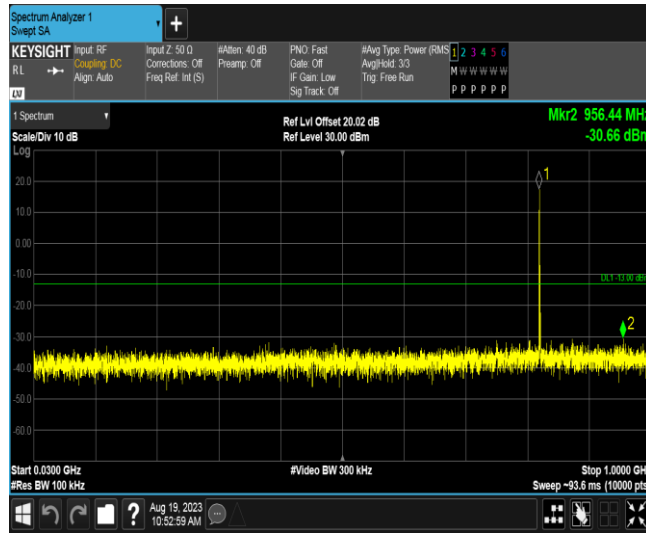 Spectrum Analyzer 1
Swept SA
+
KEYSIGHT
RL
LXI
Input: RF
Coupling: DC
Align: Auto
Input Z: 50 Ω
Corrections: Off
Freq Ref: Int (S)
#Atten: 40 dB
Preamp: Off
PNO: Fast
Gate: Off
IF Gain: Low
Sig Track: Off
#Avg Type: Power (RMS
Avg|Hold: 3/3
Trig: Free Run
1 2 3 4 5 6
M W W W W W
P P P P P P
1 Spectrum
Scale/Div 10 dB
Log
Ref Lvl Offset 20.02 dB
Ref Level 30.00 dBm
Mkr2 956.44 MHz
-30.66 dBm
1
20.0
10.0
0.00
-10.0
DL1 -13.00 dBm
-20.0
2
-30.0
-40.0
-50.0
-60.0
Start 0.0300 GHz
#Res BW 100 kHz
#Video BW 300 kHz
Stop 1.0000 GH
Sweep ~93.6 ms (10000 pts
?
Aug 19, 2023
10:52:59 AM